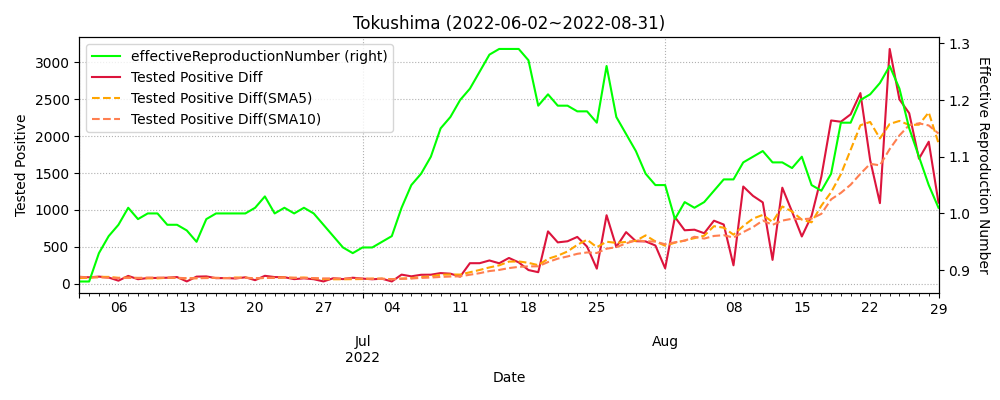 Tokushima (2022-06-02~2022-08-31)
effectiveReproductionNumber (right)
Tested Positive Diff
Tested Positive Diff(SMA5)
Tested Positive Diff(SMA10)
Tested Positive
3000
2500
2000
1500
1000
500
0
1.3
1.2
1.1
1.0
0.9
Effective Reproduction Number
06 13 20 27 04 11 18 25 08 15 22 29
Jul Aug
2022
Date